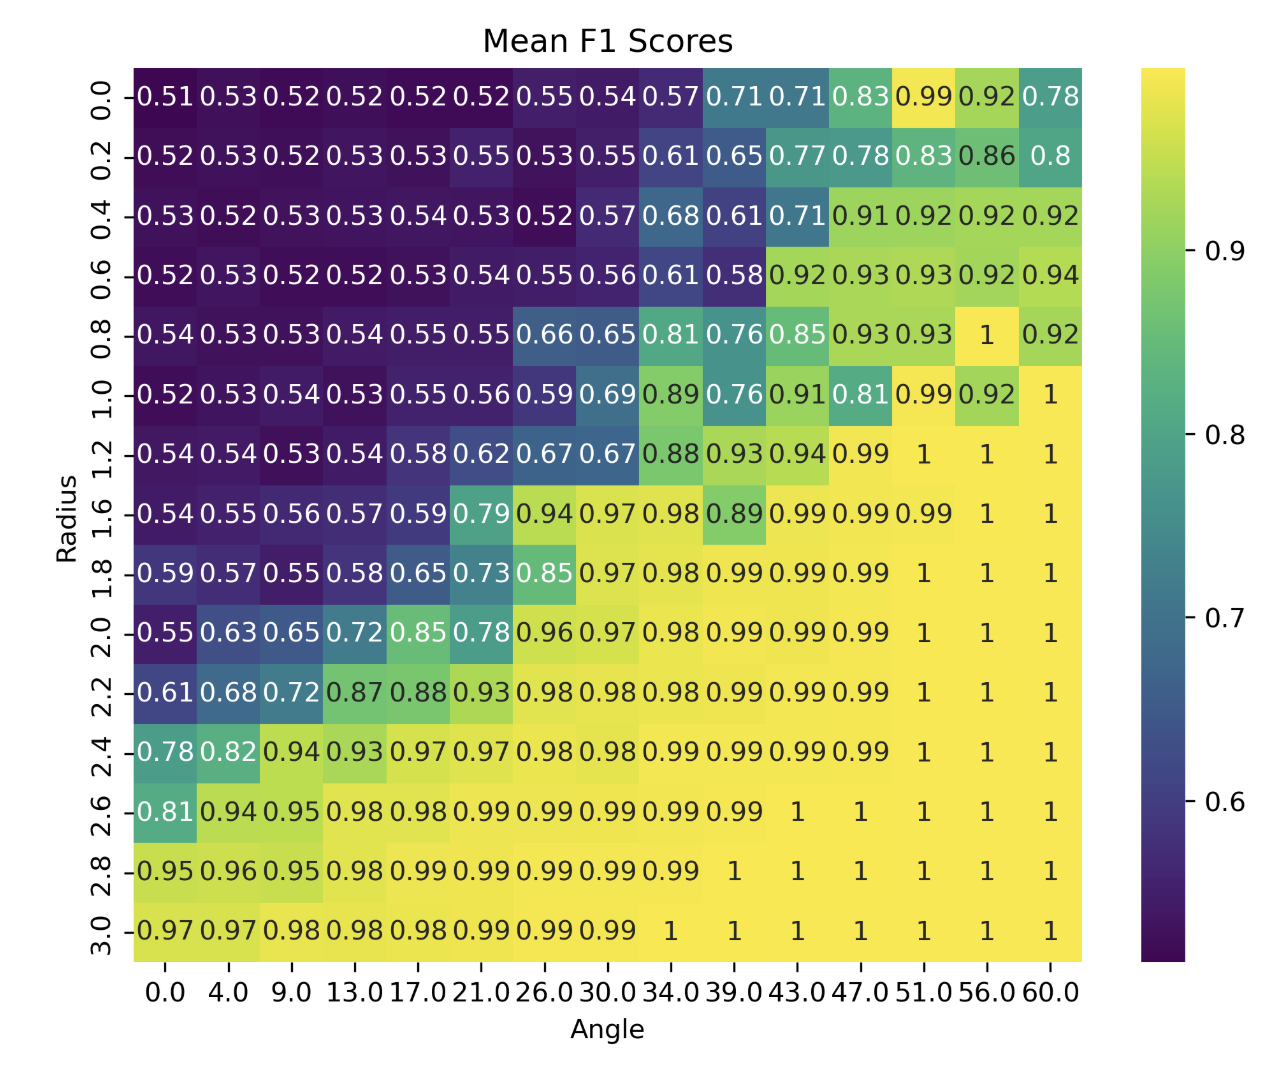 Mean F1 Scores
0.0 0.51 0.53 0.52 0.52 0.52 0.52 0.55 0.54 0.57 0.71 0.71 0.83 0.99 0.92 0.78
0.2 0.52 0.53 0.52 0.53 0.53 0.55 0.53 0.55 0.61 0.65 0.77 0.78 0.83 0.86 0.8
0.4 0.53 0.52 0.53 0.53 0.54 0.53 0.52 0.57 0.68 0.61 0.71 0.91 0.92 0.92 0.92
0.6 0.52 0.53 0.52 0.52 0.53 0.54 0.55 0.56 0.61 0.58 0.92 0.93 0.93 0.92 0.94
0.8 0.54 0.53 0.53 0.54 0.55 0.55 0.66 0.65 0.81 0.76 0.85 0.93 0.93 1 0.92
1.0 0.52 0.53 0.54 0.53 0.55 0.56 0.59 0.69 0.89 0.76 0.91 0.81 0.99 0.92 1
1.2 0.54 0.54 0.53 0.54 0.58 0.62 0.67 0.67 0.88 0.93 0.94 0.99 1 1 1
1.6 0.54 0.55 0.56 0.57 0.59 0.79 0.94 0.97 0.98 0.89 0.99 0.99 0.99 1 1
1.8 0.59 0.57 0.55 0.58 0.65 0.73 0.85 0.97 0.98 0.99 0.99 0.99 1 1 1
2.0 0.55 0.63 0.65 0.72 0.85 0.78 0.96 0.97 0.98 0.99 0.99 0.99 1 1 1
2.2 0.61 0.68 0.72 0.87 0.88 0.93 0.98 0.98 0.98 0.99 0.99 0.99 1 1 1
2.4 0.78 0.82 0.94 0.93 0.97 0.97 0.98 0.98 0.99 0.99 0.99 0.99 1 1 1
2.6 0.81 0.94 0.95 0.98 0.98 0.99 0.99 0.99 0.99 0.99 1 1 1 1 1
2.8 0.95 0.96 0.95 0.98 0.99 0.99 0.99 0.99 0.99 1 1 1 1 1 1
3.0 0.97 0.97 0.98 0.98 0.98 0.99 0.99 0.99 1 1 1 1 1 1 1
0.0 4.0 9.0 13.0 17.0 21.0 26.0 30.0 34.0 39.0 43.0 47.0 51.0 56.0 60.0
Angle
Radius
0.9
0.8
0.7
0.6